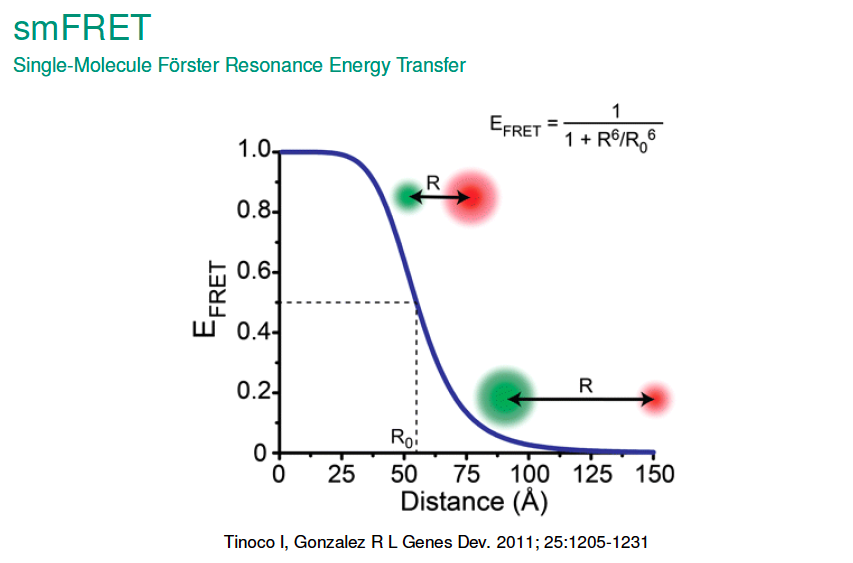 smFRET
Single-Molecule Förster Resonance Energy Transfer
E_FRET = 1 / (1 + R⁶/R₀⁶)
1.0
R
0.8
0.6
E_FRET
0.4
R
0.2
R₀
0
0 25 50 75 100 125 150
Distance (Å)
Tinoco I, Gonzalez R L Genes Dev. 2011; 25:1205-1231